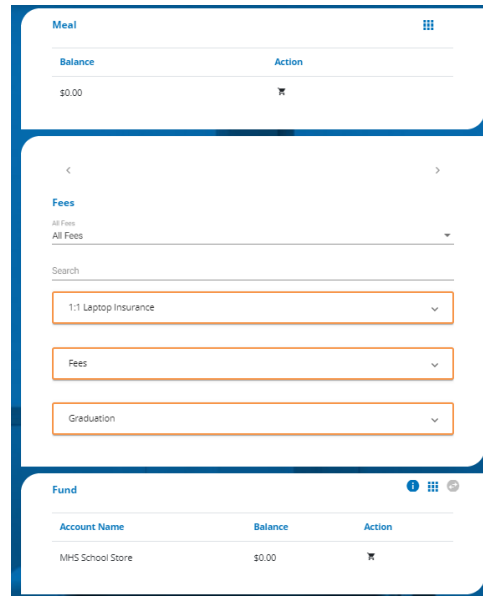 Meal
Balance Action
$0.00
Fees
All Fees
All Fees
Search
1:1 Laptop Insurance
Fees
Graduation
Fund
Account Name Balance Action
MHS School Store $0.00